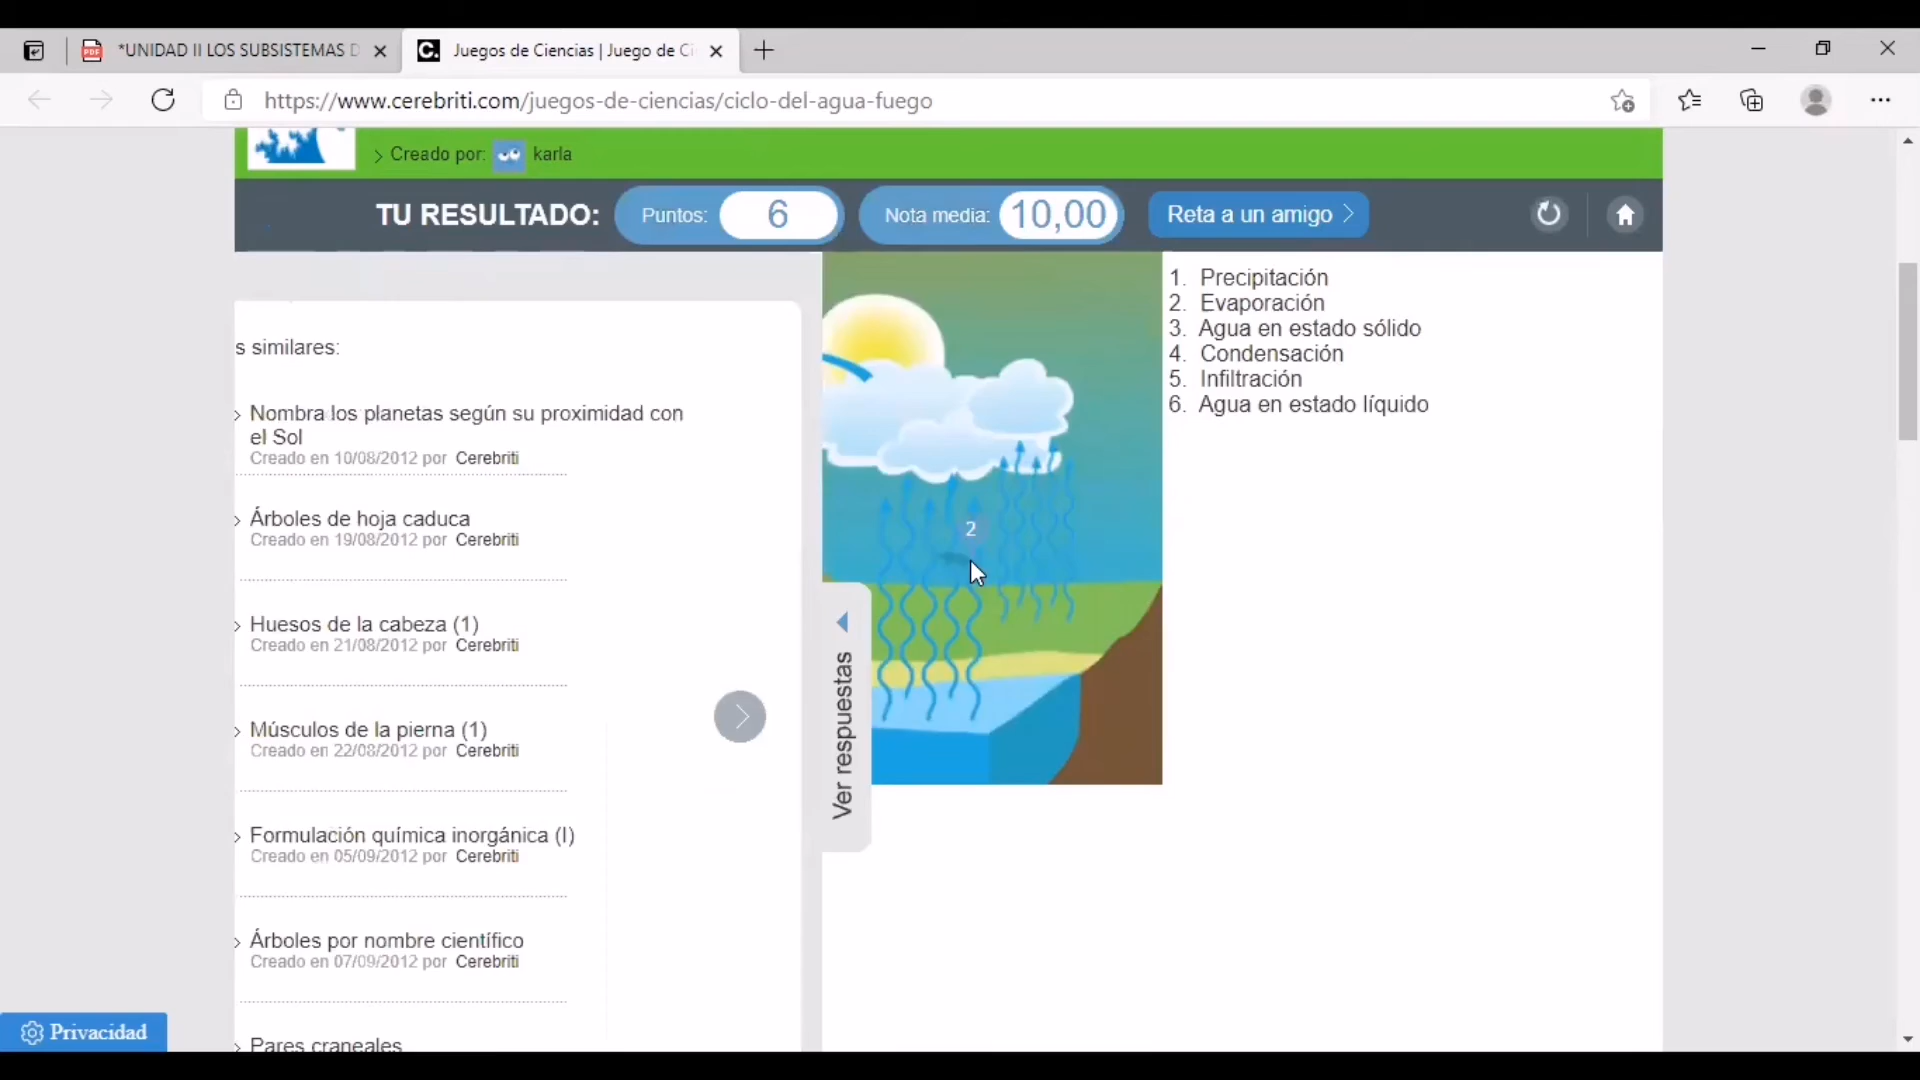 *UNIDAD II LOS SUBSISTEMAS D
Juegos de Ciencias | Juego de Ci
https://www.cerebriti.com/juegos-de-ciencias/ciclo-del-agua-fuego
Creado por: karla
TU RESULTADO: Puntos: 6 Nota media: 10,00 Reta a un amigo
s similares:
Nombra los planetas según su proximidad con
el Sol
Creado en 10/08/2012 por Cerebriti
Árboles de hoja caduca
Creado en 19/08/2012 por Cerebriti
Huesos de la cabeza (1)
Creado en 21/08/2012 por Cerebriti
Músculos de la pierna (1)
Creado en 22/08/2012 por Cerebriti
Formulación química inorgánica (I)
Creado en 05/09/2012 por Cerebriti
Árboles por nombre científico
Creado en 07/09/2012 por Cerebriti
Pares craneales
2
Ver respuestas
1. Precipitación
2. Evaporación
3. Agua en estado sólido
4. Condensación
5. Infiltración
6. Agua en estado líquido
Privacidad